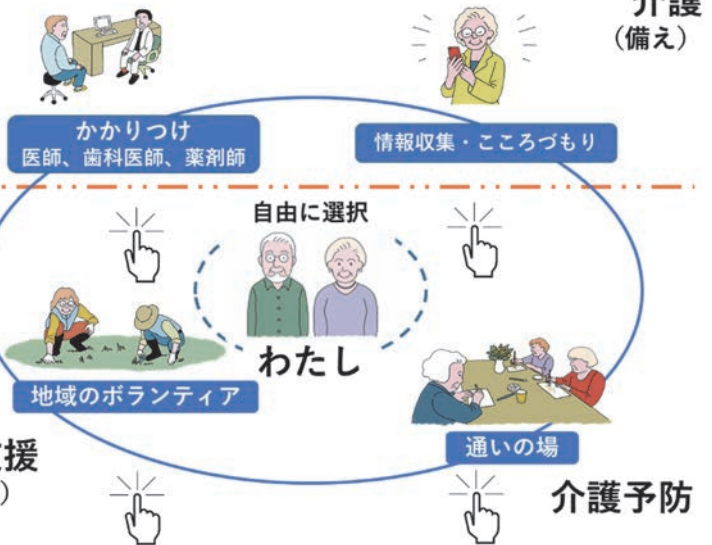 介護
（備え）
かかりつけ
医師、歯科医師、薬剤師
情報収集・こころづもり
自由に選択
わたし
地域のボランティア
通いの場
援
）
介護予防